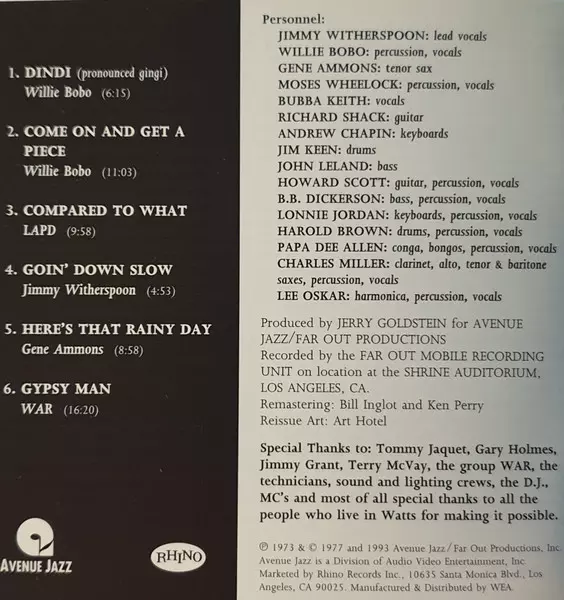 1. DINDI (pronounced gingi)
Willie Bobo (6:15)
2. COME ON AND GET A
PIECE
Willie Bobo (11:03)
3. COMPARED TO WHAT
LAPD (9:58)
4. GOIN' DOWN SLOW
Jimmy Witherspoon (4:53)
5. HERE'S THAT RAINY DAY
Gene Ammons (8:58)
6. GYPSY MAN
WAR (16:20)
AVENUE JAZZ
RHINO
Personnel:
JIMMY WITHERSPOON: lead vocals
WILLIE BOBO: percussion, vocals
GENE AMMONS: tenor sax
MOSES WHEELOCK: percussion, vocals
BUBBA KEITH: vocals
RICHARD SHACK: guitar
ANDREW CHAPIN: keyboards
JIM KEEN: drums
JOHN LELAND: bass
HOWARD SCOTT: guitar, percussion, vocals
B.B. DICKERSON: bass, percussion, vocals
LONNIE JORDAN: keyboards, percussion, vocals
HAROLD BROWN: drums, percussion, vocals
PAPA DEE ALLEN: conga, bongos, percussion, vocals
CHARLES MILLER: clarinet, alto, tenor & baritone
saxes, percussion, vocals
LEE OSKAR: harmonica, percussion, vocals
Produced by JERRY GOLDSTEIN for AVENUE
JAZZ/FAR OUT PRODUCTIONS
Recorded by the FAR OUT MOBILE RECORDING
UNIT on location at the SHRINE AUDITORIUM,
LOS ANGELES, CA.
Remastering: Bill Inglot and Ken Perry
Reissue Art: Art Hotel
Special Thanks to: Tommy Jaquet, Gary Holmes,
Jimmy Grant, Terry McVay, the group WAR, the
technicians, sound and lighting crews, the D.J.,
MC's and most of all special thanks to all the
people who live in Watts for making it possible.
℗ 1973 & © 1977 and 1993 Avenue Jazz/Far Out Productions, Inc.
Avenue Jazz is a Division of Audio Video Entertainment, Inc.
Marketed by Rhino Records Inc., 10635 Santa Monica Blvd., Los
Angeles, CA 90025. Manufactured & Distributed by WEA.